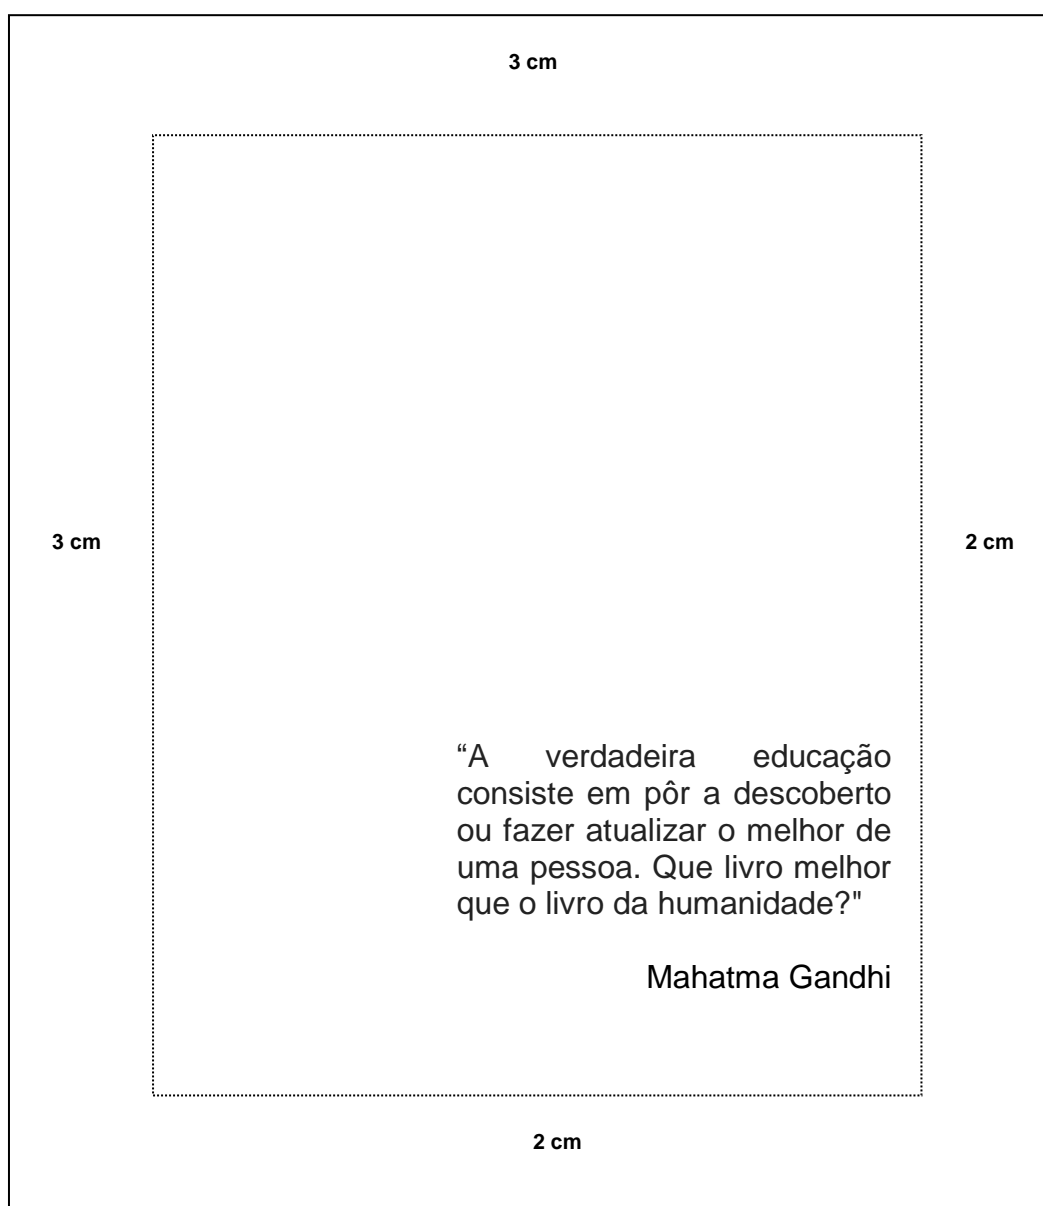 3 cm
3 cm
2 cm
“A verdadeira educação
consiste em pôr a descoberto
ou fazer atualizar o melhor de
uma pessoa. Que livro melhor
que o livro da humanidade?"
Mahatma Gandhi
2 cm